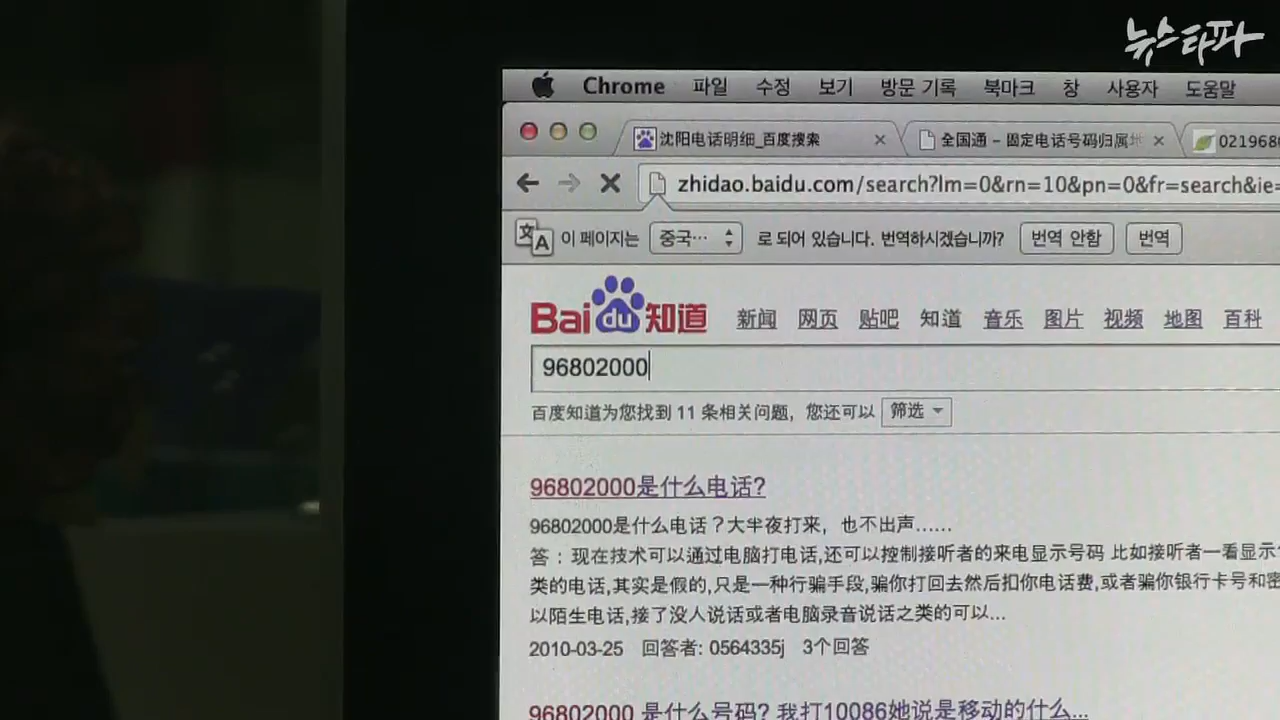 뉴스타파
Chrome 파일 수정 보기 방문 기록 북마크 창 사용자 도움말
沈阳电话明细_百度搜索 全国通 – 固定电话号码归属地 021968
zhidao.baidu.com/search?lm=0&rn=10&pn=0&fr=search&ie=
文 A 이 페이지는 중국··· 로 되어 있습니다. 번역하시겠습니까? 번역 안함 번역
Bai du 知道 新闻 网页 贴吧 知道 音乐 图片 视频 地图 百科
96802000
百度知道为您找到 11 条相关问题，您还可以 筛选
96802000是什么电话?
96802000是什么电话？大半夜打来，也不出声……
答： 现在技术可以通过电脑打电话,还可以控制接听者的来电显示号码 比如接听者一看显示
类的电话,其实是假的,只是一种行骗手段,骗你打回去然后扣你电话费,或者骗你银行卡号和密
以陌生电话,接了没人说话或者电脑录音说话之类的可以...
2010-03-25 回答者: 0564335j 3个回答
96802000 是什么号码? 我打10086她说是移动的什么...